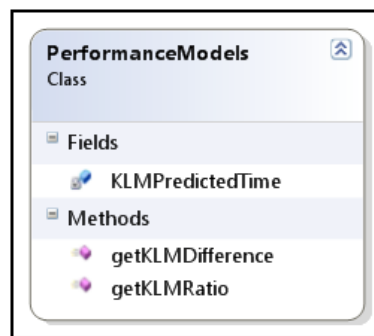 PerformanceModels
Class
Fields
KLMPredictedTime
Methods
getKLMDifference
getKLMRatio